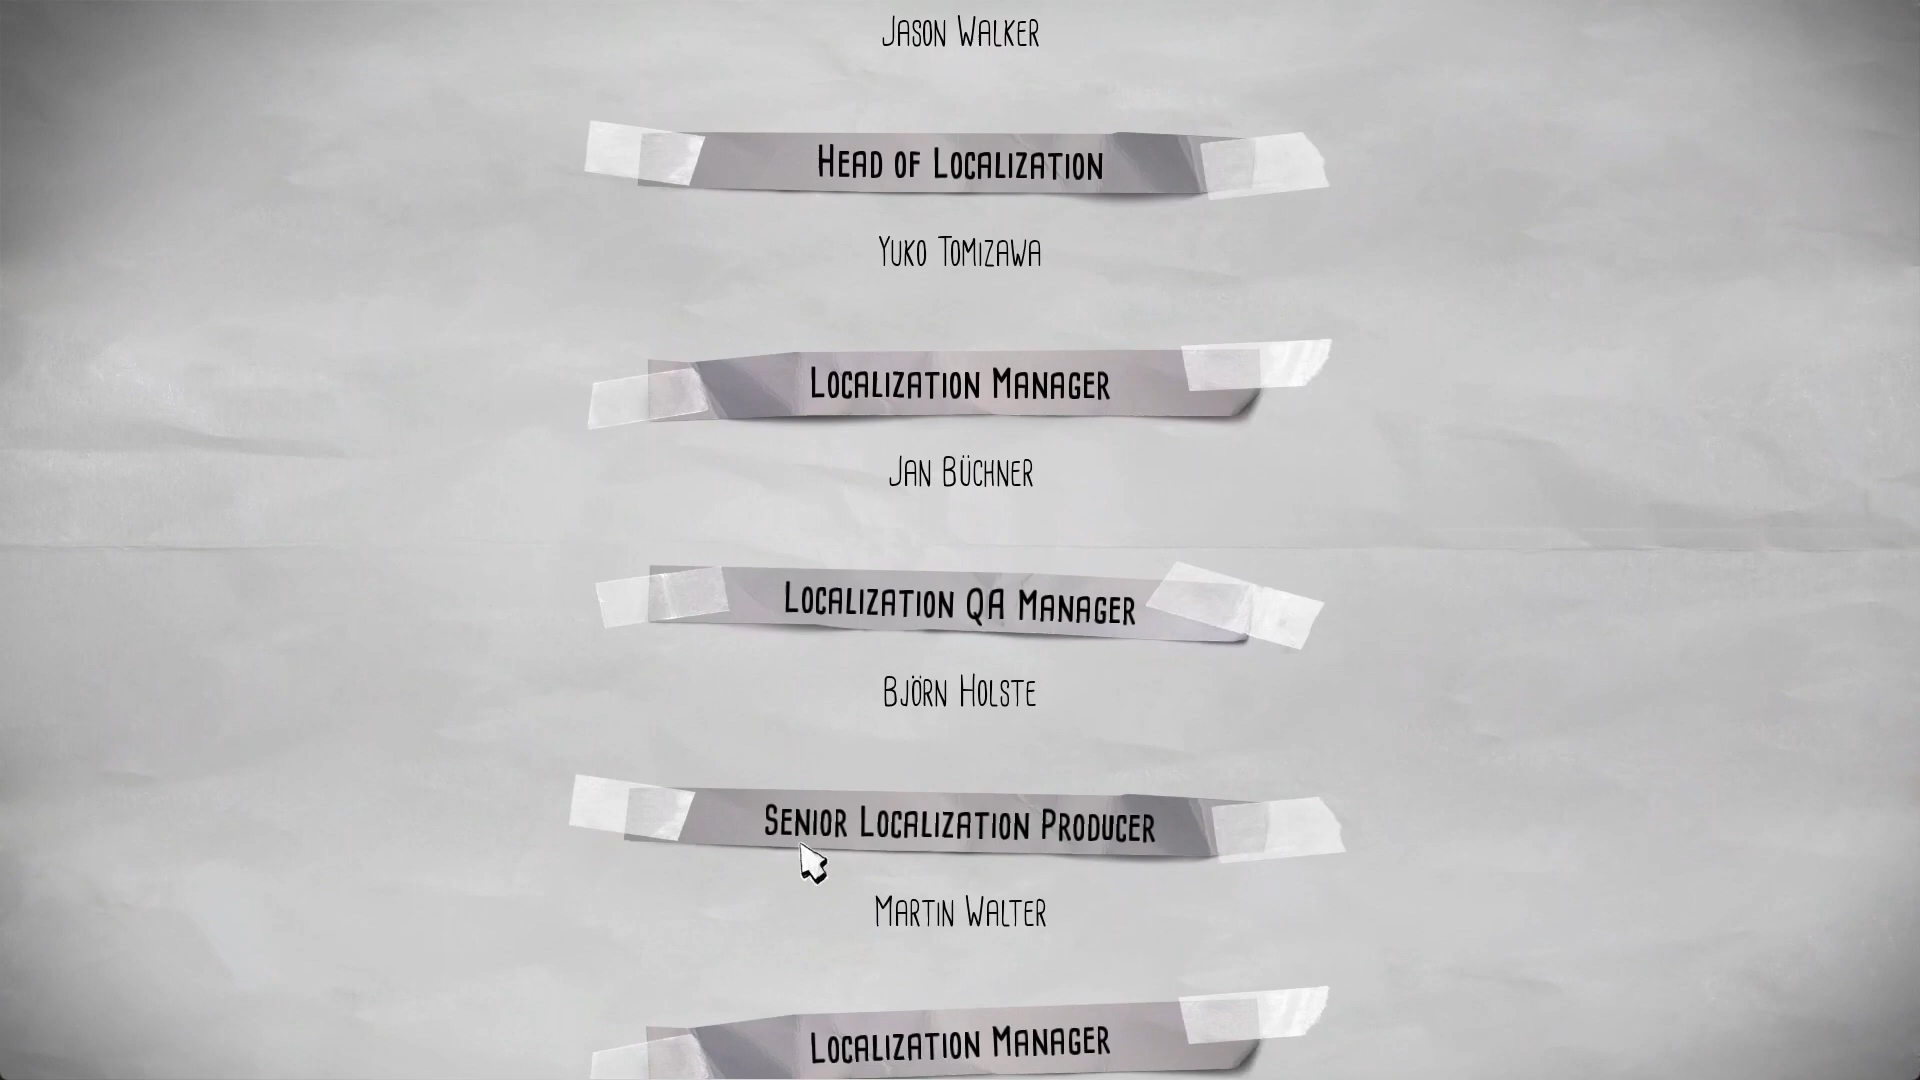 Jason Walker
Head of Localization
Yuko Tomizawa
Localization Manager
Jan Büchner
Localization QA Manager
Björn Holste
Senior Localization Producer
Martin Walter
Localization Manager